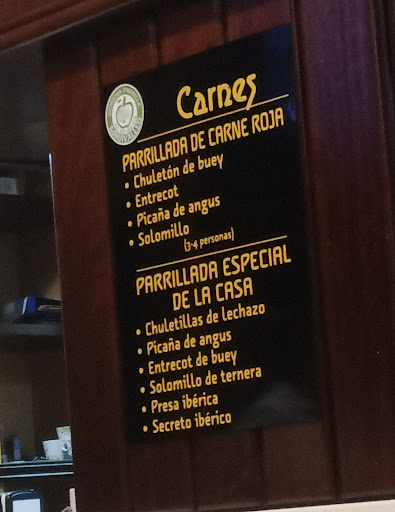 Carnes
PARRILLADA DE CARNE ROJA
• Chuletón de buey
• Entrecot
• Picaña de angus
• Solomillo
(3-4 personas)
PARRILLADA ESPECIAL
DE LA CASA
• Chuletillas de lechazo
• Picaña de angus
• Entrecot de buey
• Solomillo de ternera
• Presa ibérica
• Secreto ibérico